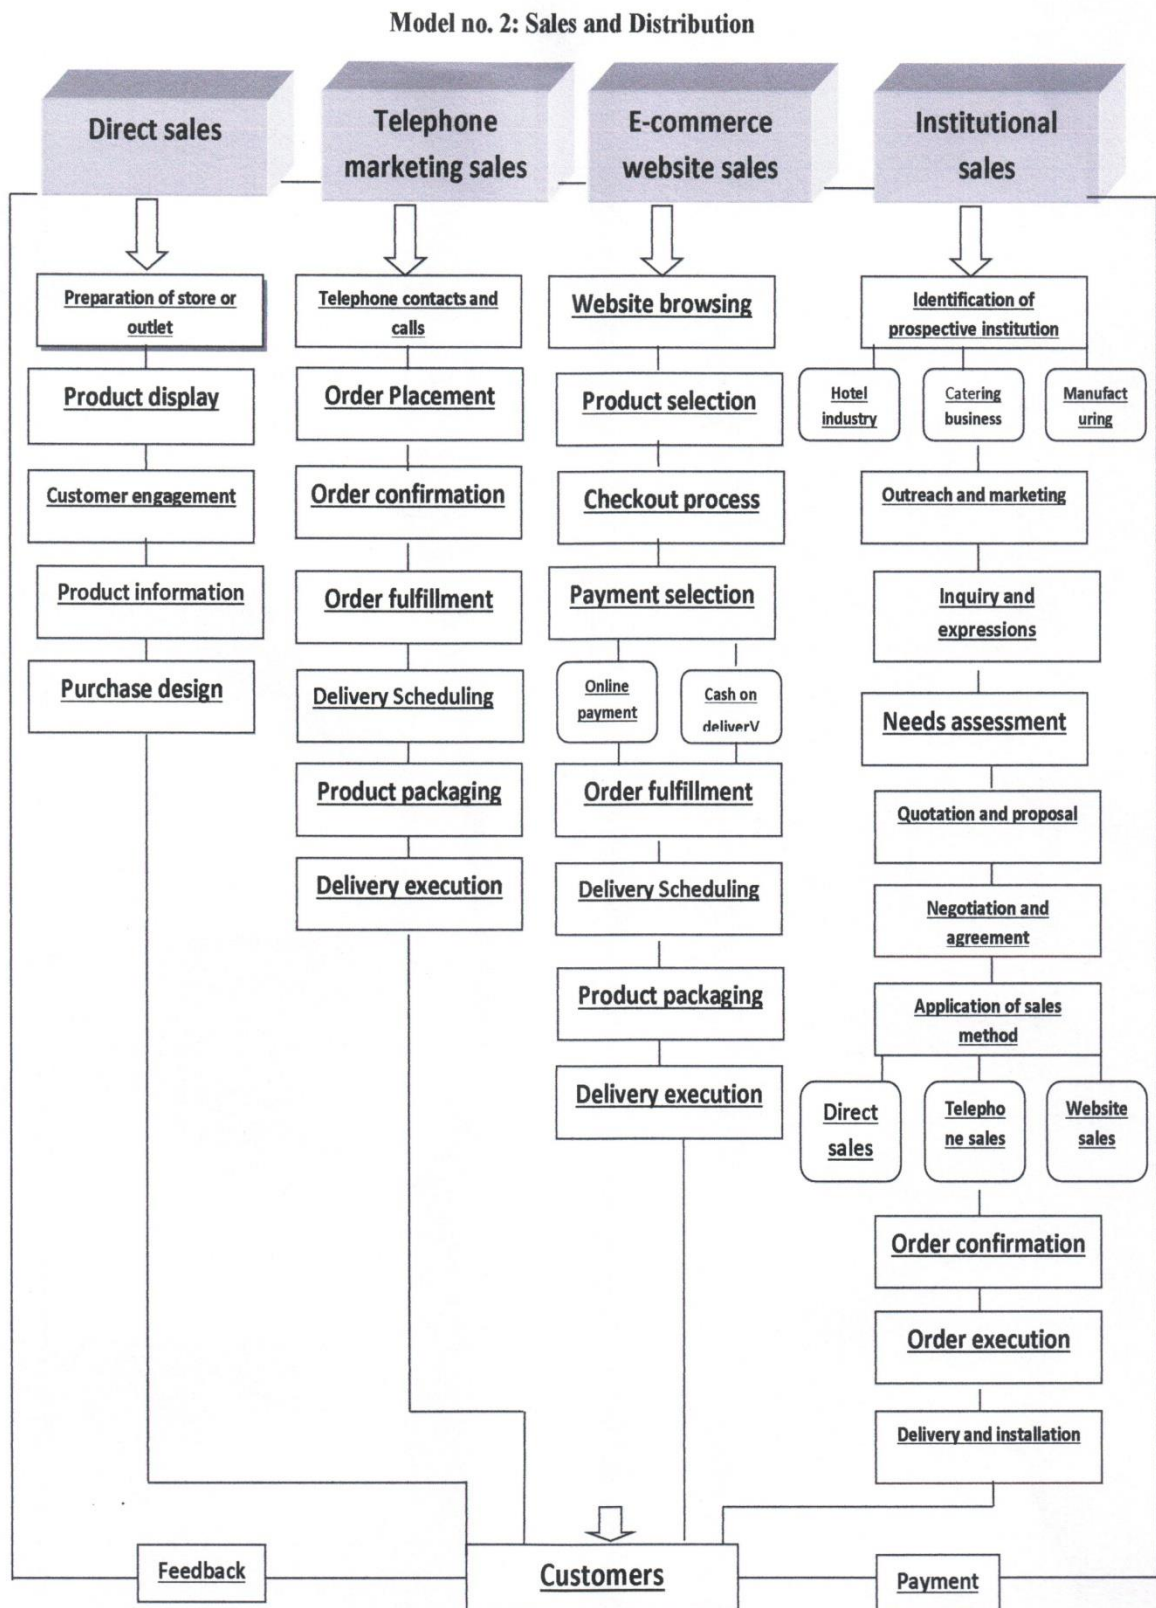 Model no. 2: Sales and Distribution
Direct sales
Telephone
marketing sales
E-commerce
website sales
Institutional
sales
Preparation of store or
outlet
Product display
Customer engagement
Product information
Purchase design
Telephone contacts and
calls
Order Placement
Order confirmation
Order fulfillment
Delivery Scheduling
Product packaging
Delivery execution
Website browsing
Product selection
Checkout process
Payment selection
Online
payment
Cash on
deliverV
Order fulfillment
Delivery Scheduling
Product packaging
Delivery execution
Identification of
prospective institution
Hotel
industry
Catering
business
Manufact
uring
Outreach and marketing
Inquiry and
expressions
Needs assessment
Quotation and proposal
Negotiation and
agreement
Application of sales
method
Direct
sales
Telepho
ne sales
Website
sales
Order confirmation
Order execution
Delivery and installation
Feedback
Customers
Payment